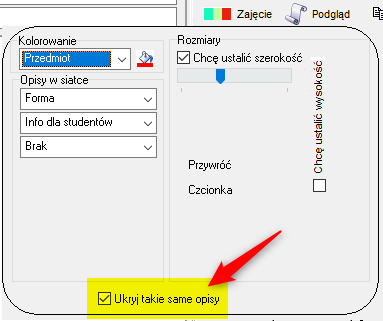 Zajęcie Podgląd
Kolorowanie
Przedmiot
Opisy w siatce
Forma
Info dla studentów
Brak
Rozmiary
Chcę ustalić szerokość
Chcę ustalić wysokość
Przywróć
Czcionka
Ukryj takie same opisy